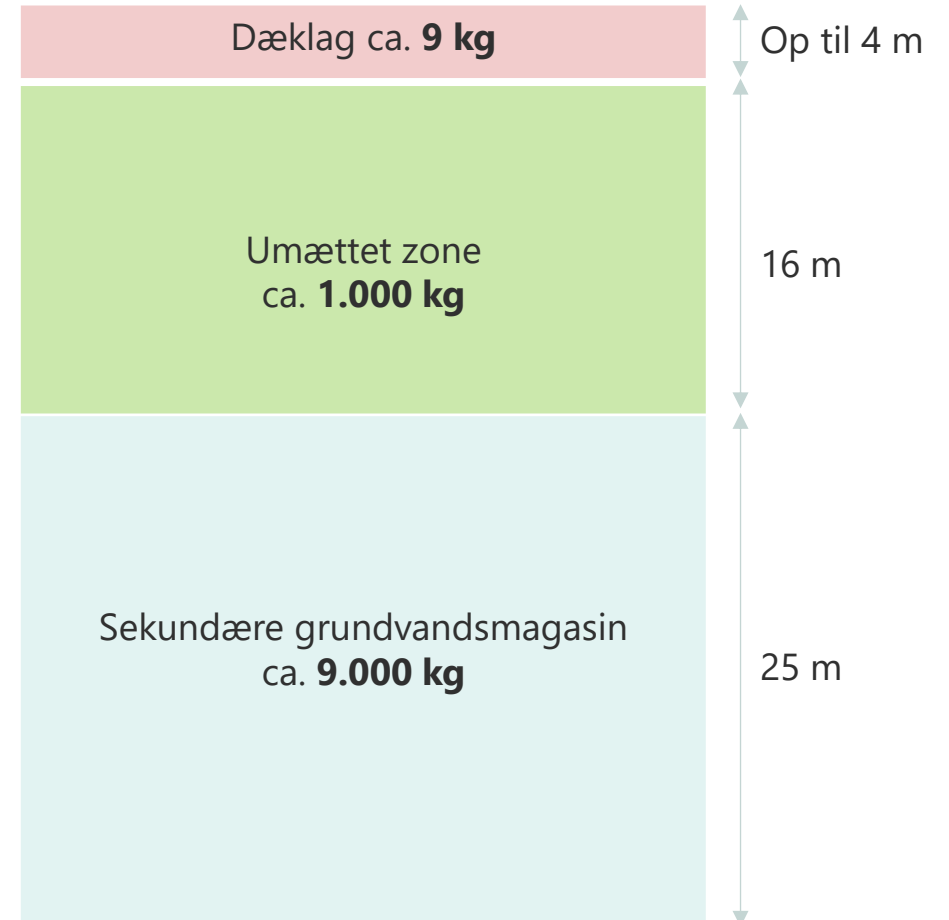 Dæklag ca. 9 kg
Op til 4 m
Umættet zone
ca. 1.000 kg
16 m
Sekundære grundvandsmagasin
ca. 9.000 kg
25 m